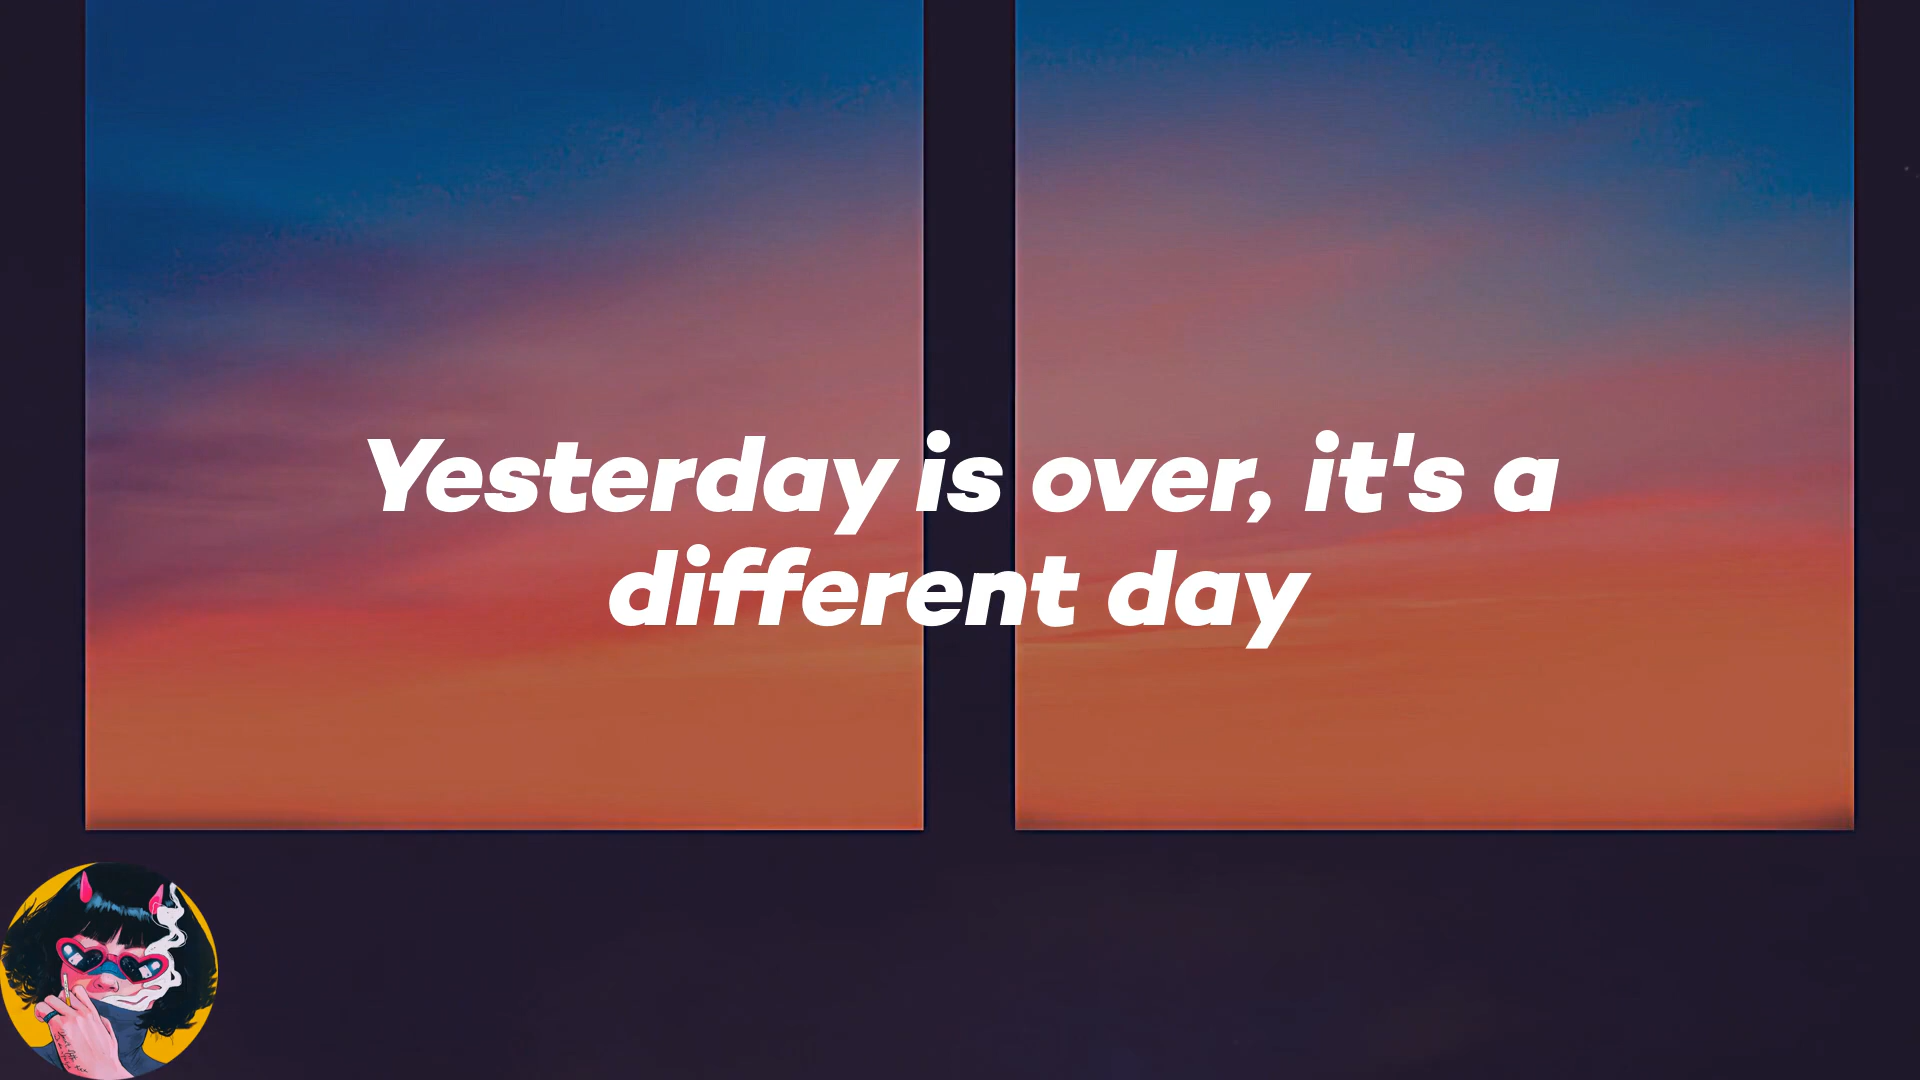 Yesterday is over, it's a
different day